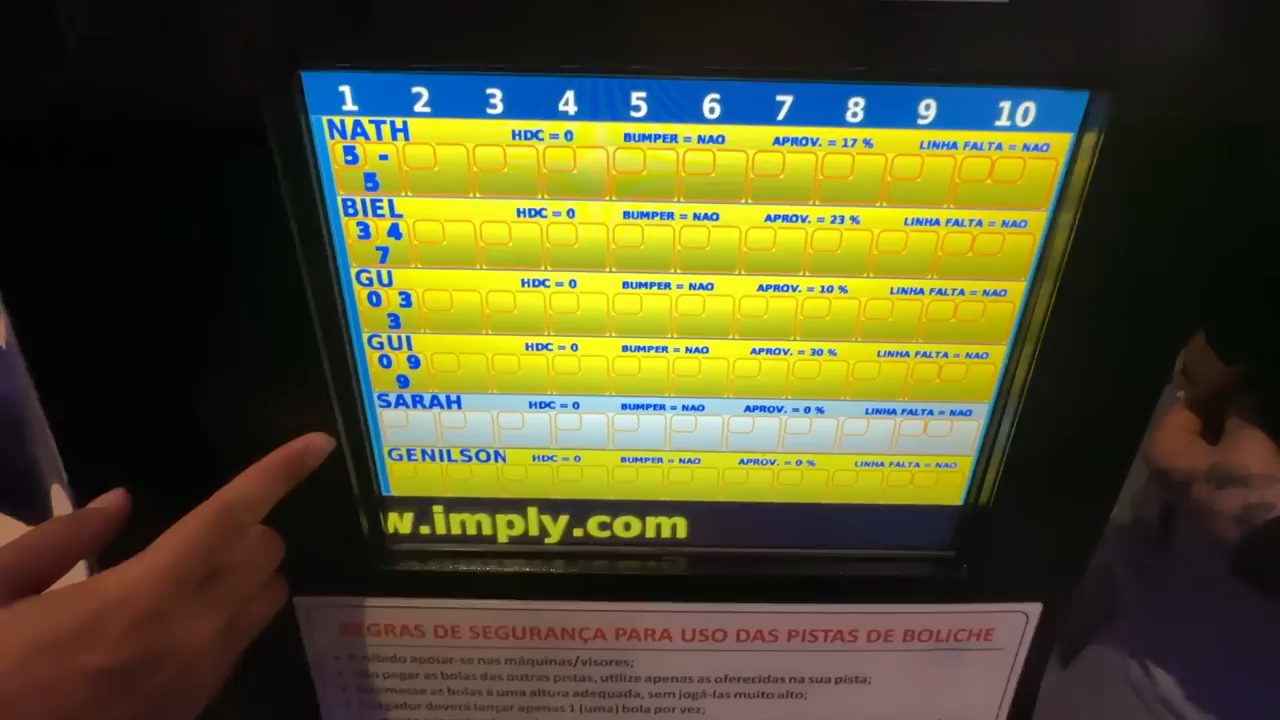 1 2 3 4 5 6 7 8 9 10
NATH HDC = 0 BUMPER = NAO APROV. = 17 % LINHA FALTA = NAO
5 -
5
BIEL HDC = 0 BUMPER = NAO APROV. = 23 % LINHA FALTA = NAO
3 4
7
GU HDC = 0 BUMPER = NAO APROV. = 10 % LINHA FALTA = NAO
0 3
3
GUI HDC = 0 BUMPER = NAO APROV. = 30 % LINHA FALTA = NAO
0 9
9
SARAH HDC = 0 BUMPER = NAO APROV. = 0 % LINHA FALTA = NAO
GENILSON HDC = 0 BUMPER = NAO APROV. = 0 % LINHA FALTA = NAO
w.imply.com
REGRAS DE SEGURANÇA PARA USO DAS PISTAS DE BOLICHE
Proibido apoiar-se nas máquinas/visores;
Não pegar as bolas das outras pistas, utilize apenas as oferecidas na sua pista;
Arremesse as bolas à uma altura adequada, sem jogá-las muito alto;
Jogador deverá lançar apenas 1 (uma) bola por vez;